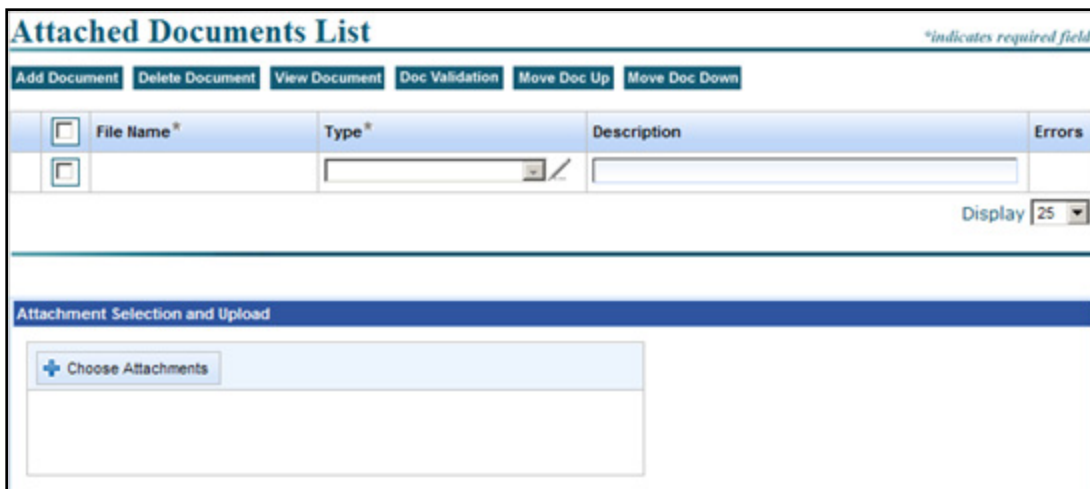 Attached Documents List
*indicates required field
Add Document Delete Document View Document Doc Validation Move Doc Up Move Doc Down
File Name* Type* Description Errors
Display 25
Attachment Selection and Upload
Choose Attachments